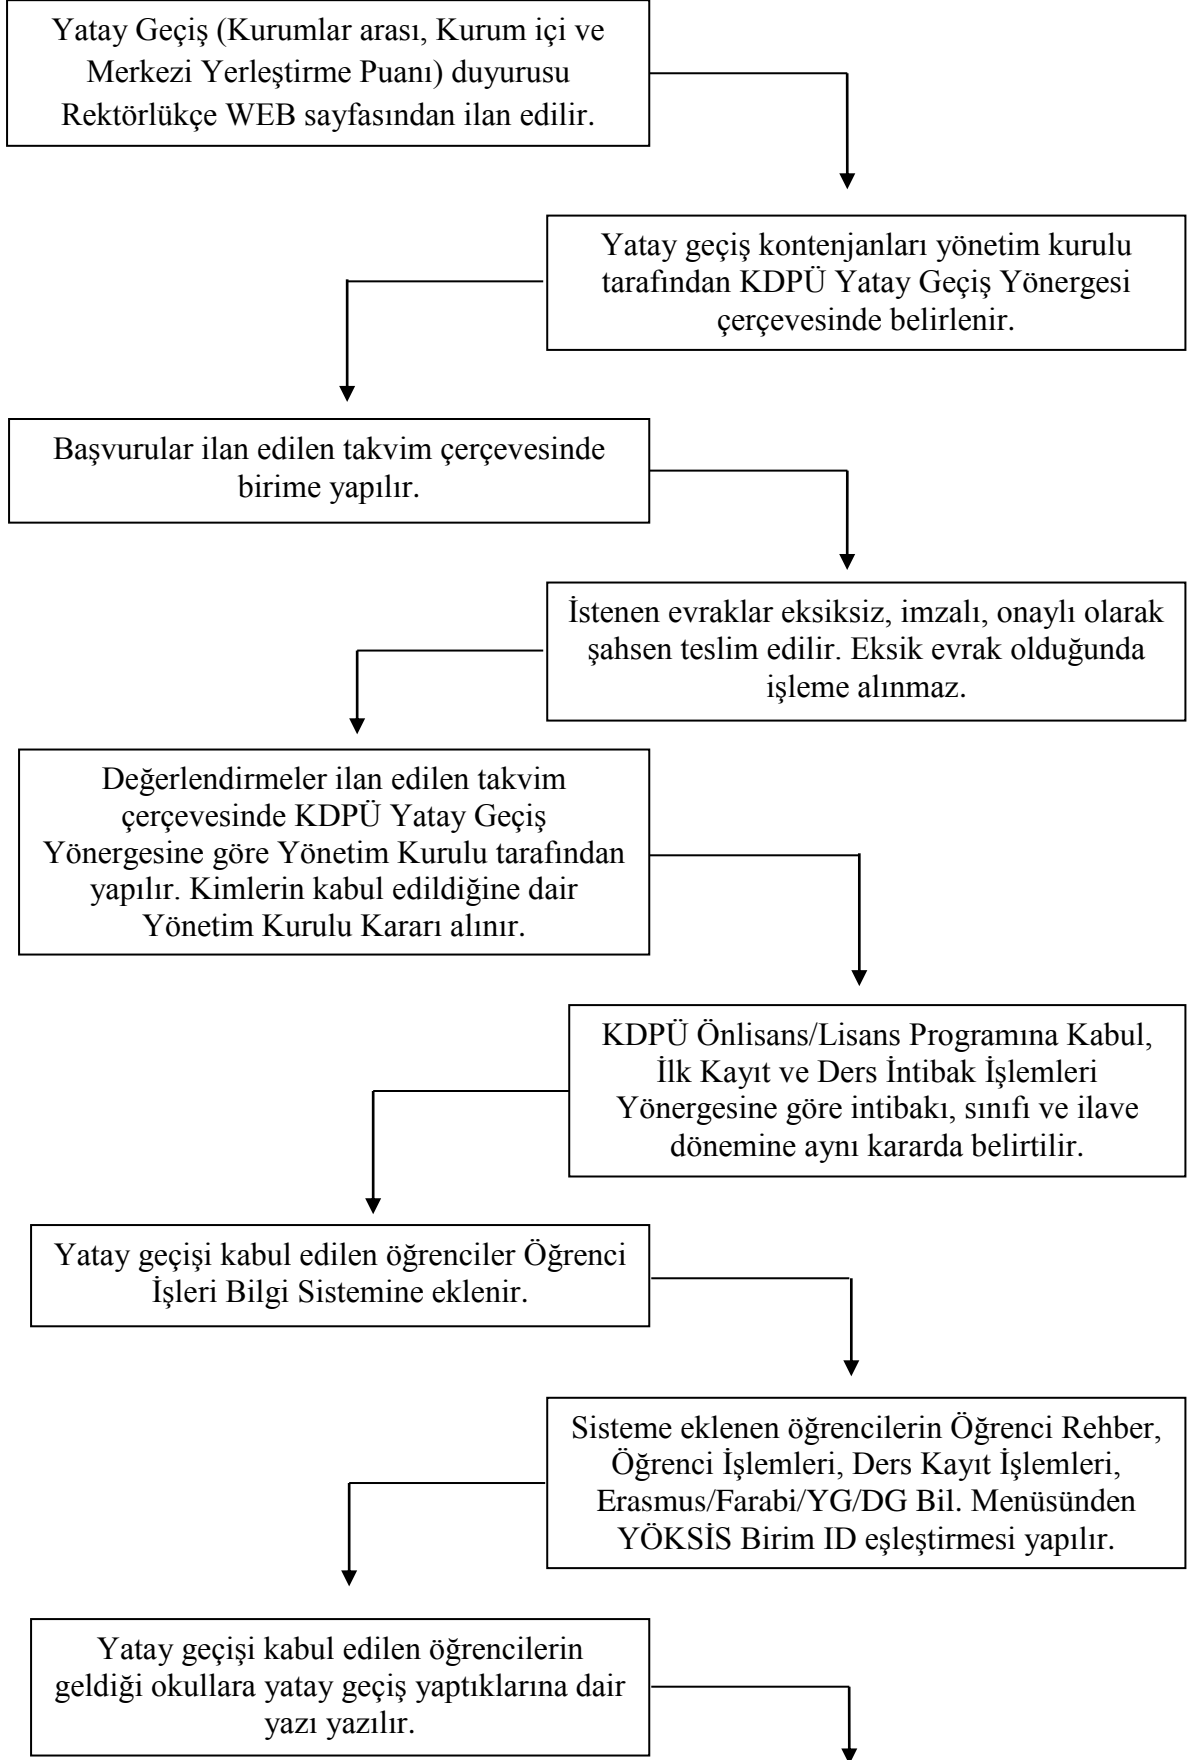 Yatay Geçiş (Kurumlar arası, Kurum içi ve
Merkezi Yerleştirme Puanı) duyurusu
Rektörlükçe WEB sayfasından ilan edilir.
Yatay geçiş kontenjanları yönetim kurulu
tarafından KDPÜ Yatay Geçiş Yönergesi
çerçevesinde belirlenir.
Başvurular ilan edilen takvim çerçevesinde
birime yapılır.
İstenen evraklar eksiksiz, imzalı, onaylı olarak
şahsen teslim edilir. Eksik evrak olduğunda
işleme alınmaz.
Değerlendirmeler ilan edilen takvim
çerçevesinde KDPÜ Yatay Geçiş
Yönergesine göre Yönetim Kurulu tarafından
yapılır. Kimlerin kabul edildiğine dair
Yönetim Kurulu Kararı alınır.
KDPÜ Önlisans/Lisans Programına Kabul,
İlk Kayıt ve Ders İntibak İşlemleri
Yönergesine göre intibakı, sınıfı ve ilave
dönemine aynı kararda belirtilir.
Yatay geçişi kabul edilen öğrenciler Öğrenci
İşleri Bilgi Sistemine eklenir.
Sisteme eklenen öğrencilerin Öğrenci Rehber,
Öğrenci İşlemleri, Ders Kayıt İşlemleri,
Erasmus/Farabi/YG/DG Bil. Menüsünden
YÖKSİS Birim ID eşleştirmesi yapılır.
Yatay geçişi kabul edilen öğrencilerin
geldiği okullara yatay geçiş yaptıklarına dair
yazı yazılır.